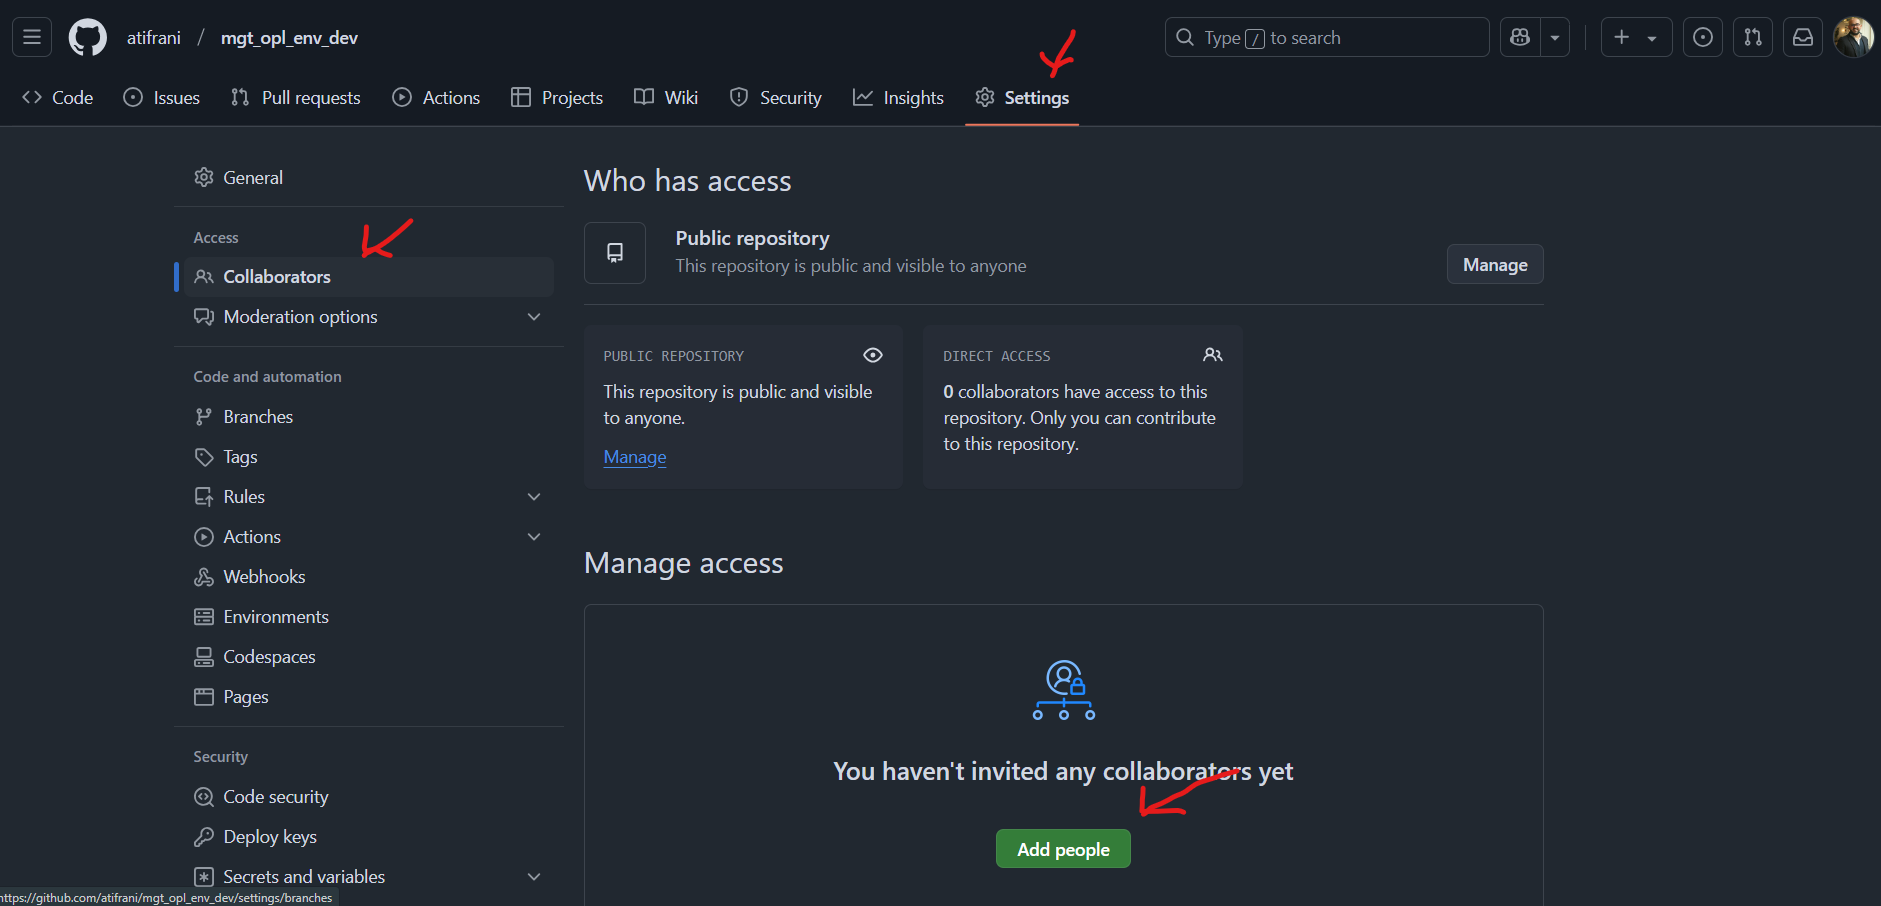 atifrani / mgt_opl_env_dev
Type / to search
Code
Issues
Pull requests
Actions
Projects
Wiki
Security
Insights
Settings
General
Access
Collaborators
Moderation options
Code and automation
Branches
Tags
Rules
Actions
Webhooks
Environments
Codespaces
Pages
Security
Code security
Deploy keys
Secrets and variables
Who has access
Public repository
This repository is public and visible to anyone
Manage
PUBLIC REPOSITORY
This repository is public and visible
to anyone.
Manage
DIRECT ACCESS
0 collaborators have access to this
repository. Only you can contribute
to this repository.
Manage access
You haven't invited any collaborators yet
Add people
https://github.com/atifrani/mgt_opl_env_dev/settings/branches